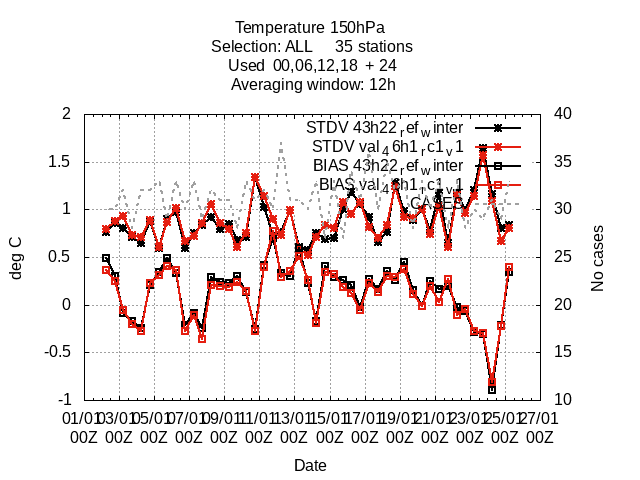 Temperature 150hPa
Selection: ALL     35 stations
Used  00,06,12,18  + 24
Averaging window: 12h
STDV 43h22refwinter
STDV val46h1rc1v1
BIAS 43h22refwinter
BIAS val46h1rc1v1
CASES
2
1.5
1
0.5
0
-0.5
-1
deg C
40
35
30
25
20
15
10
No cases
01/01 03/01 05/01 07/01 09/01 11/01 13/01 15/01 17/01 19/01 21/01 23/01 25/01 27/01
00Z 00Z 00Z 00Z 00Z 00Z 00Z 00Z 00Z 00Z 00Z 00Z 00Z 00Z
Date